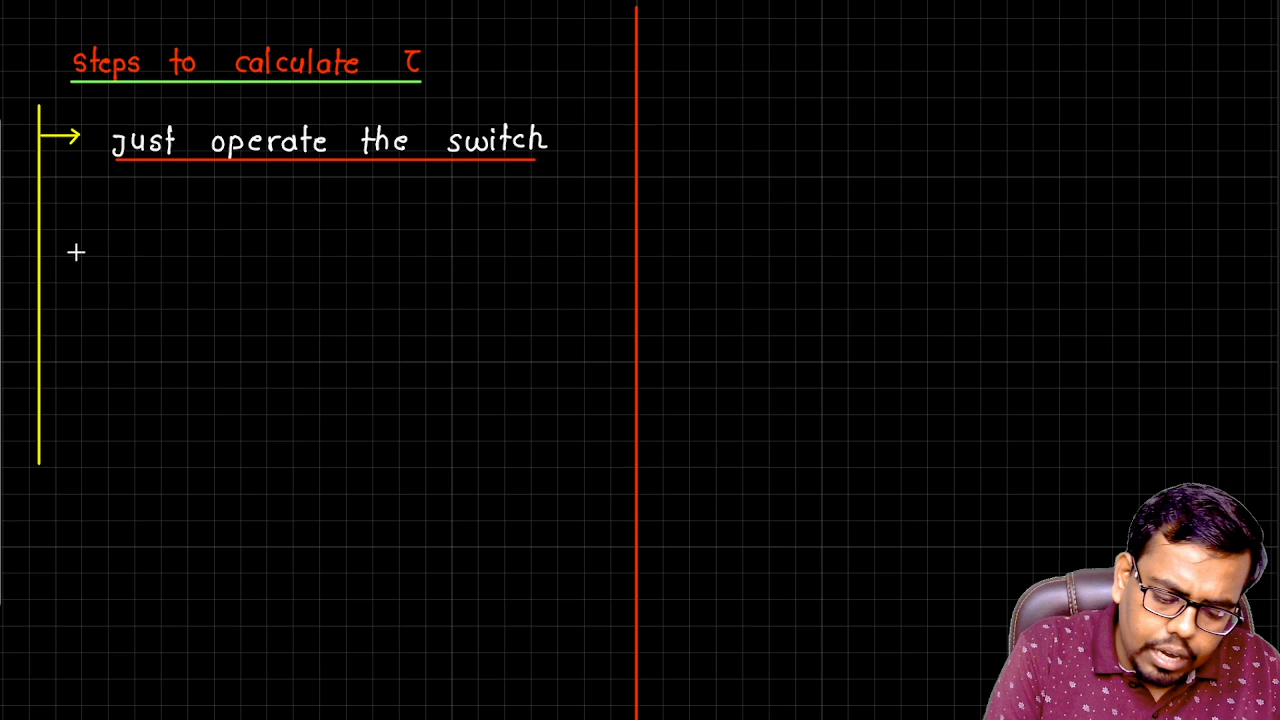 steps to calculate τ
just operate the switch